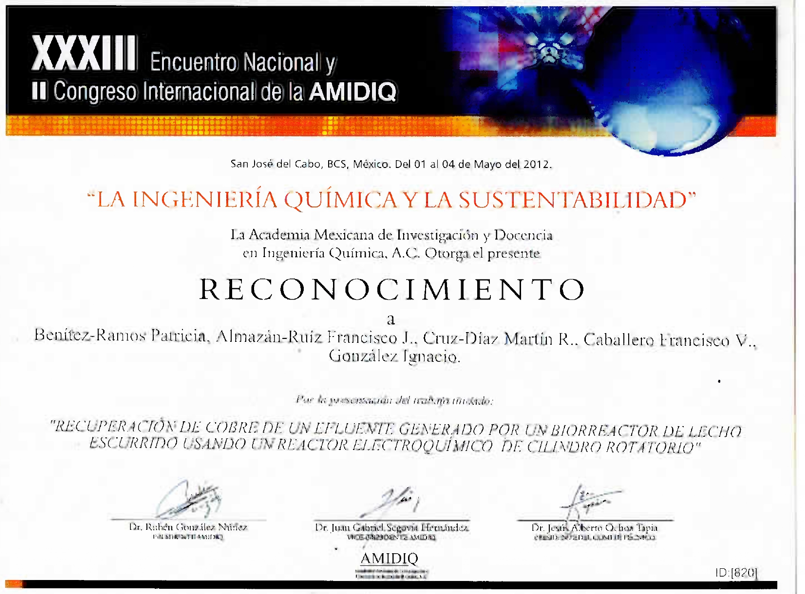 XXXIII Encuentro Nacional y
II Congreso Internacional de la AMIDIQ
San José del Cabo, BCS, México. Del 01 al 04 de Mayo del 2012.
"LA INGENIERÍA QUÍMICA Y LA SUSTENTABILIDAD"
La Academia Mexicana de Investigación y Docencia
en Ingeniería Química, A.C. Otorga el presente
RECONOCIMIENTO
a
Benítez-Ramos Patricia, Almazán-Ruíz Francisco J., Cruz-Díaz Martín R., Caballero Francisco V.,
González Ignacio.
Por la presentación del trabajo titulado:
"RECUPERACIÓN DE COBRE DE UN EFLUENTE GENERADO POR UN BIORREACTOR DE LECHO
ESCURRIDO USANDO UN REACTOR ELECTROQUÍMICO DE CILINDRO ROTATORIO"
Dr. Rubén González Núñez Dr. Juan Gabriel Segovia Hernández Dr. Jesús Alberto Ochoa Tapia
PRESIDENTE AMIDIQ VICE-PRESIDENTE AMIDIQ PRESIDENTE DEL COMITÉ TÉCNICO
AMIDIQ
ID:[820]